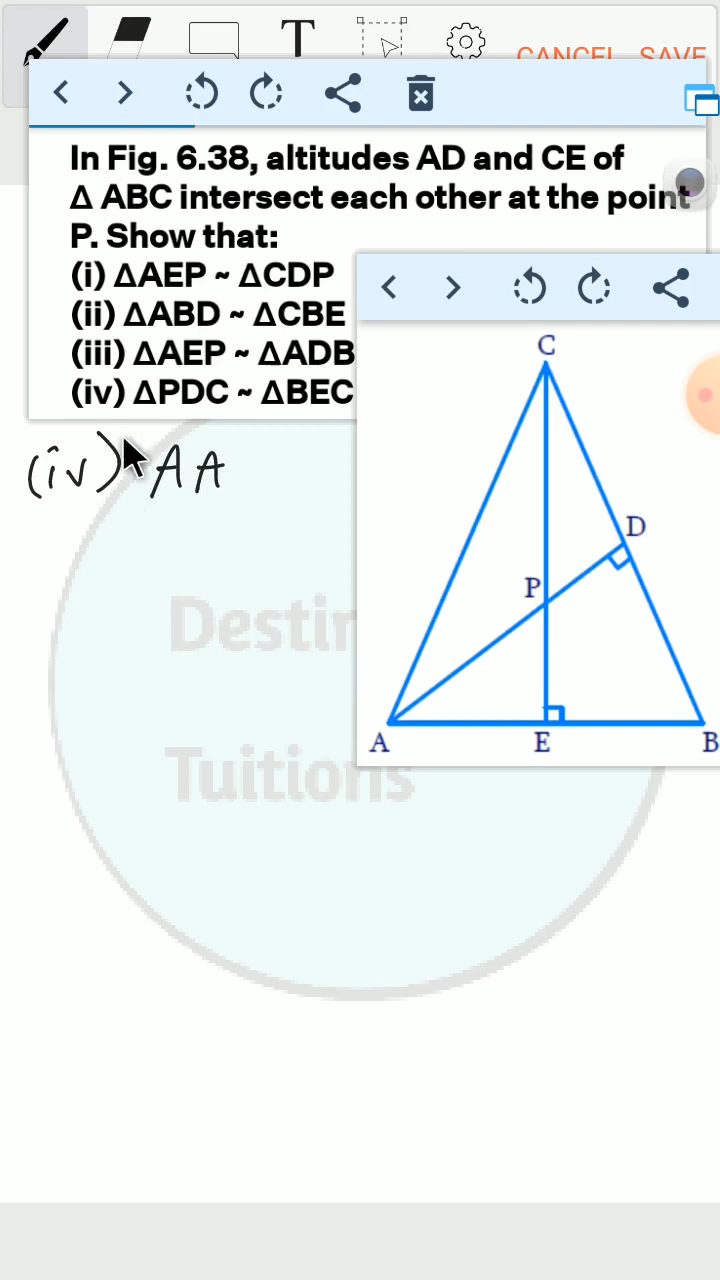 T
CANCEL SAVE
In Fig. 6.38, altitudes AD and CE of
Δ ABC intersect each other at the point
P. Show that:
(i) ΔAEP ~ ΔCDP
(ii) ΔABD ~ ΔCBE
(iii) ΔAEP ~ ΔADB
(iv) ΔPDC ~ ΔBEC
(iv) AA
C
D
P
A E B
Tuitions